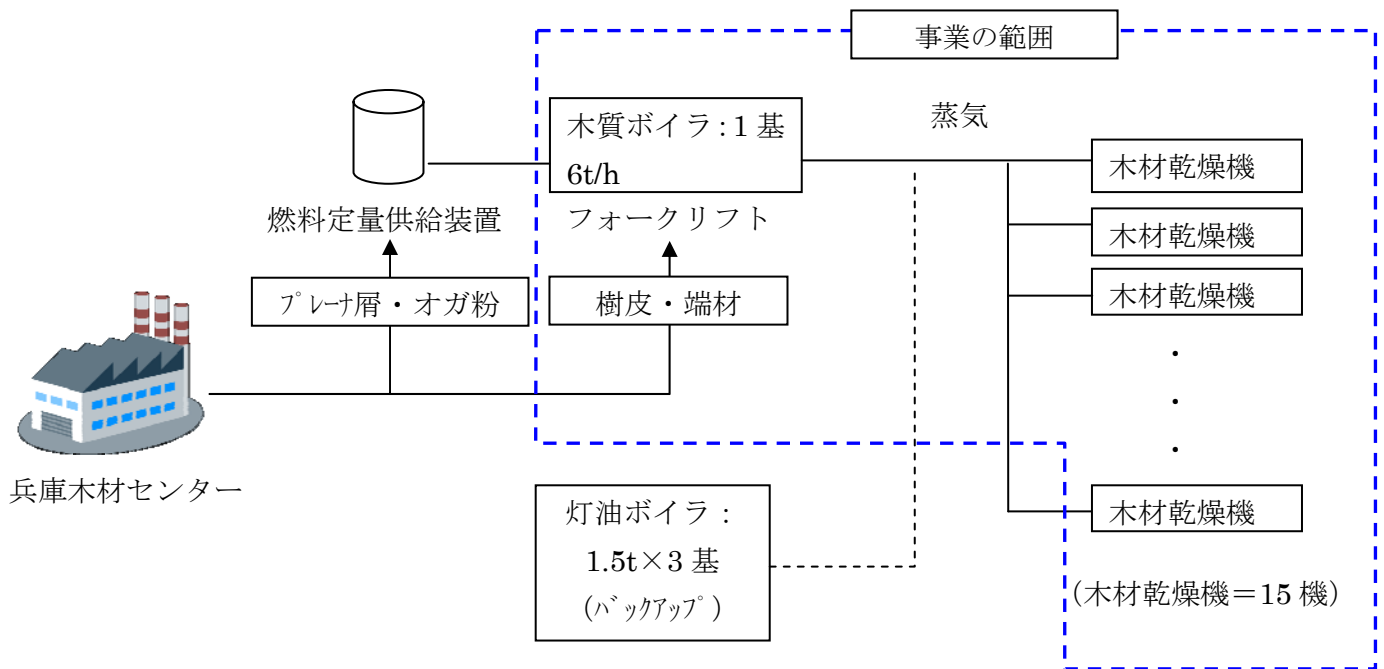 事業の範囲
木質ボイラ：1 基
6t/h
蒸気
木材乾燥機
燃料定量供給装置
フォークリフト
木材乾燥機
ﾌﾟﾚｰﾅ屑・オガ粉
樹皮・端材
木材乾燥機
・
・
・
兵庫木材センター
灯油ボイラ：
1.5t×3 基
(ﾊﾞｯｸｱｯﾌﾟ)
木材乾燥機
(木材乾燥機＝15 機)